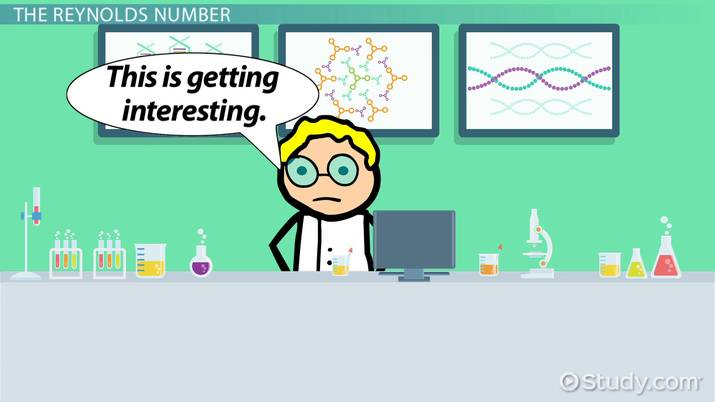 THE REYNOLDS NUMBER
This is getting
interesting.
Study.com